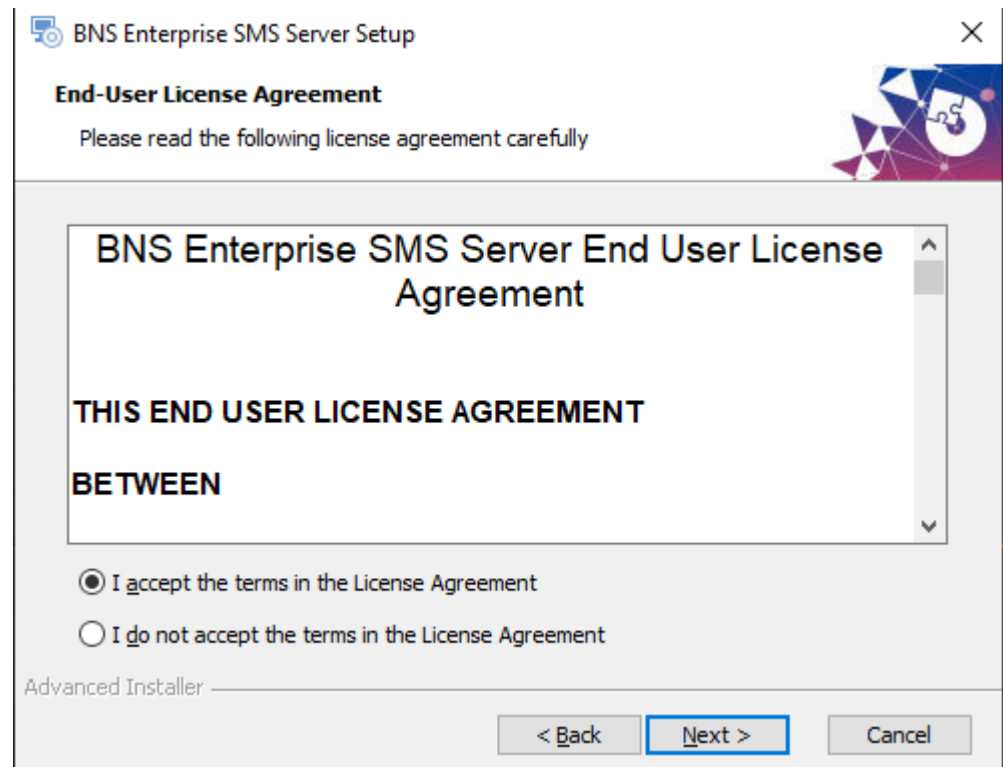 BNS Enterprise SMS Server Setup
End-User License Agreement
Please read the following license agreement carefully
BNS Enterprise SMS Server End User License
Agreement
THIS END USER LICENSE AGREEMENT
BETWEEN
I accept the terms in the License Agreement
I do not accept the terms in the License Agreement
Advanced Installer
< Back Next > Cancel